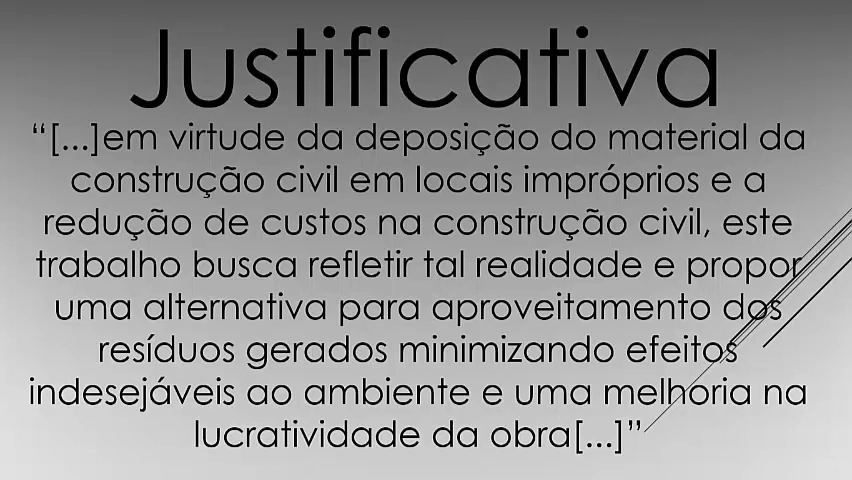 Justificativa
“[...]em virtude da deposição do material da
construção civil em locais impróprios e a
redução de custos na construção civil, este
trabalho busca refletir tal realidade e propor
uma alternativa para aproveitamento dos
resíduos gerados minimizando efeitos
indesejáveis ao ambiente e uma melhoria na
lucratividade da obra[...]”